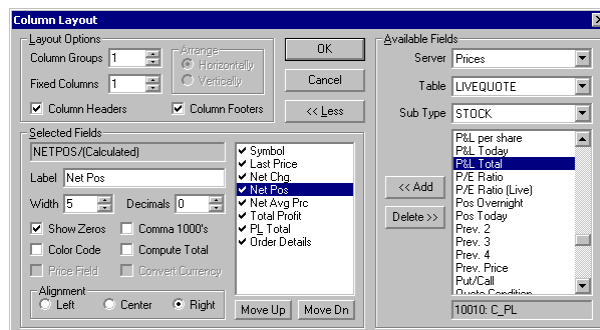 Column Layout
Layout Options
Column Groups 1
Fixed Columns 1
Arrange
Horizontally
Vertically
Column Headers
Column Footers
OK
Cancel
<< Less
Selected Fields
NETPOS/(Calculated)
Label Net Pos
Width 5 Decimals 0
Show Zeros
Comma 1000's
Color Code
Compute Total
Price Field
Convert Currency
Alignment
Left
Center
Right
Symbol
Last Price
Net Chg.
Net Pos
Net Avg Prc
Total Profit
PL Total
Order Details
Move Up
Move Dn
Available Fields
Server Prices
Table LIVEQUOTE
Sub Type STOCK
<< Add
Delete >>
P&L per share
P&L Today
P&L Total
P/E Ratio
P/E Ratio (Live)
Pos Overnight
Pos Today
Prev. 2
Prev. 3
Prev. 4
Prev. Price
Put/Call
Quote Condition
10010: C_PL